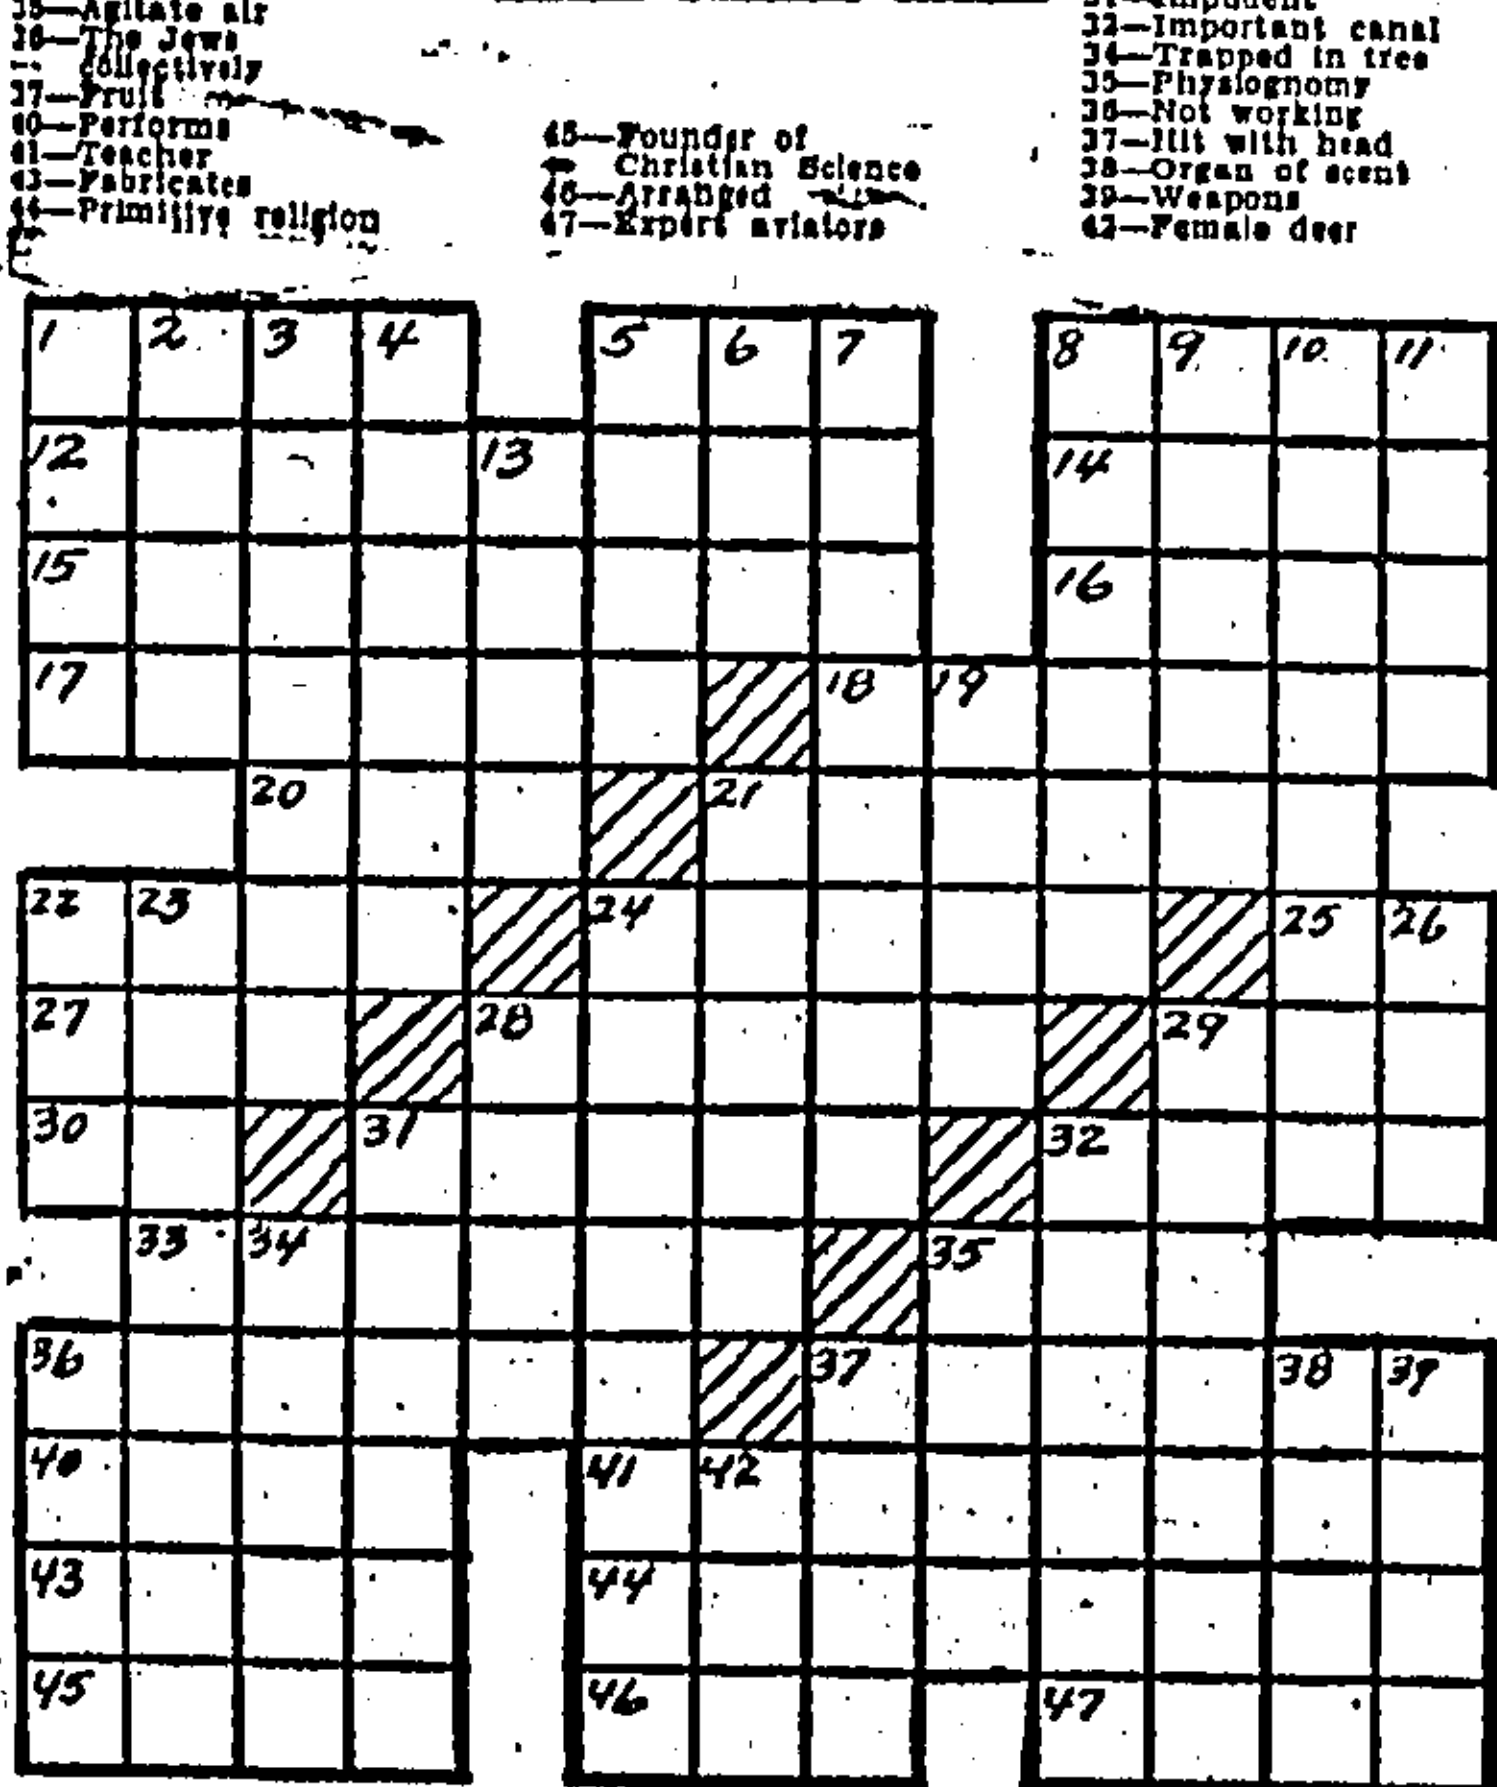 35—Agitate air
36—The Jews
collectively
37—Fruit
40—Performs
41—Teacher
43—Fabricates
44—Primitive religion
45—Founder of
Christian Science
46—Arranged
47—Expert aviators
31—Impudent
32—Important canal
34—Trapped in tree
35—Physiognomy
36—Not working
37—Hit with head
38—Organ of scent
39—Weapons
42—Female deer
1 2 3 4 5 6 7 8 9 10 11
12 13 14
15 16
17 18 19
20 21
22 23 24 25 26
27 28 29
30 31 32
33 34 35
36 37 38 39
40 41 42
43 44
45 46 47